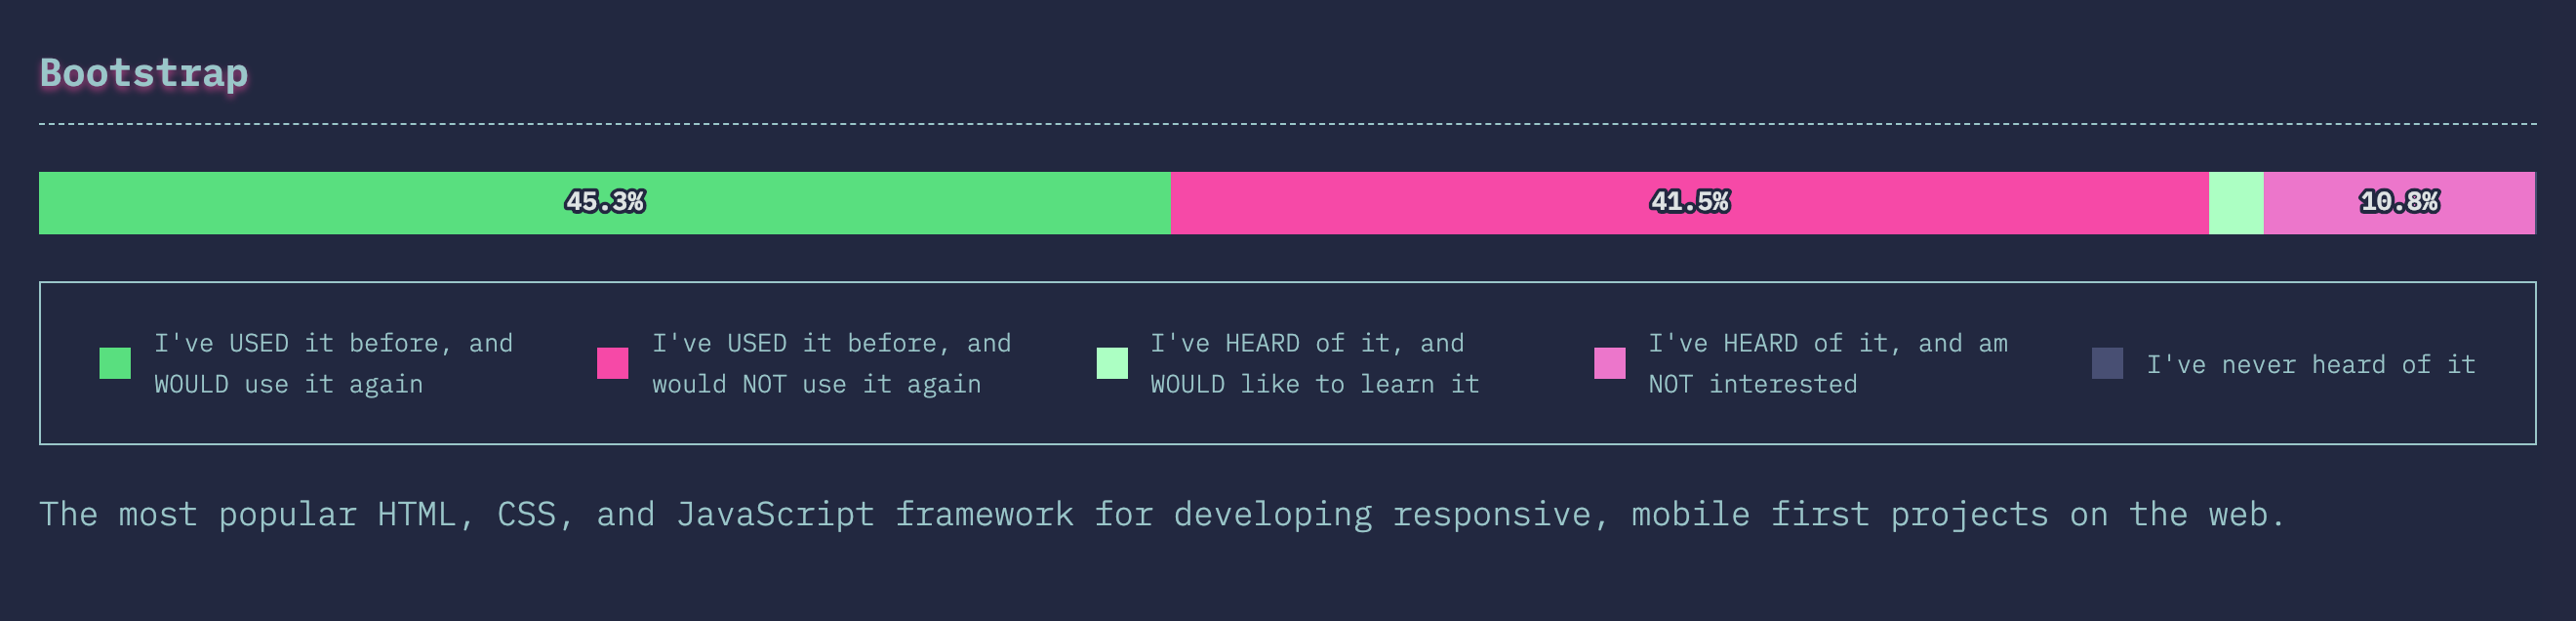 Bootstrap
45.3% 41.5% 10.8%
I've USED it before, and
WOULD use it again
I've USED it before, and
would NOT use it again
I've HEARD of it, and
WOULD like to learn it
I've HEARD of it, and am
NOT interested
I've never heard of it
The most popular HTML, CSS, and JavaScript framework for developing responsive, mobile first projects on the web.